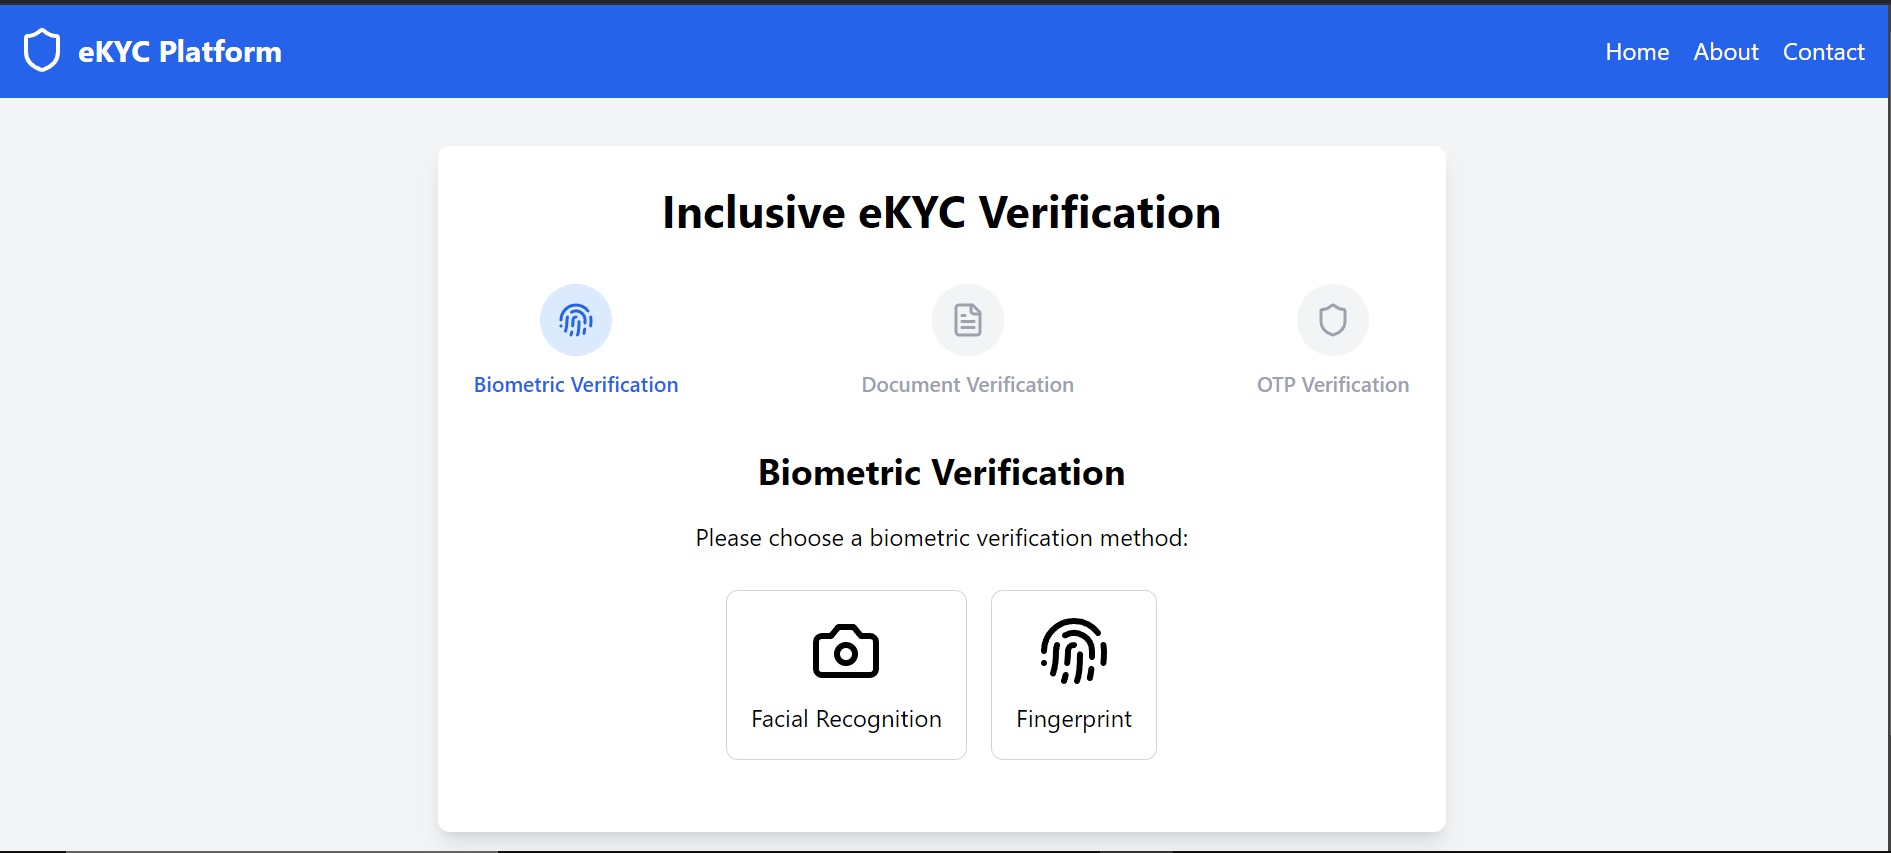 eKYC Platform
Home About Contact
Inclusive eKYC Verification
Biometric Verification
Document Verification
OTP Verification
Biometric Verification
Please choose a biometric verification method:
Facial Recognition
Fingerprint